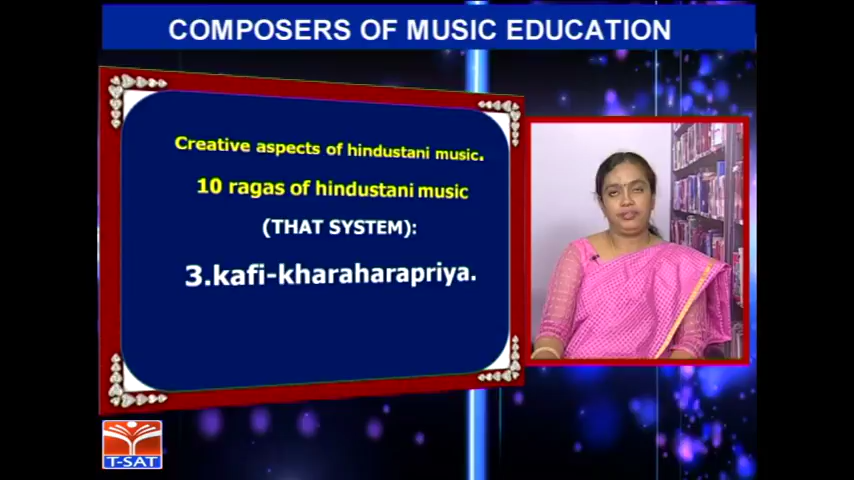 COMPOSERS OF MUSIC EDUCATION
Creative aspects of hindustani music.
10 ragas of hindustani music
(THAT SYSTEM):
3.kafi-kharaharapriya.
T-SAT